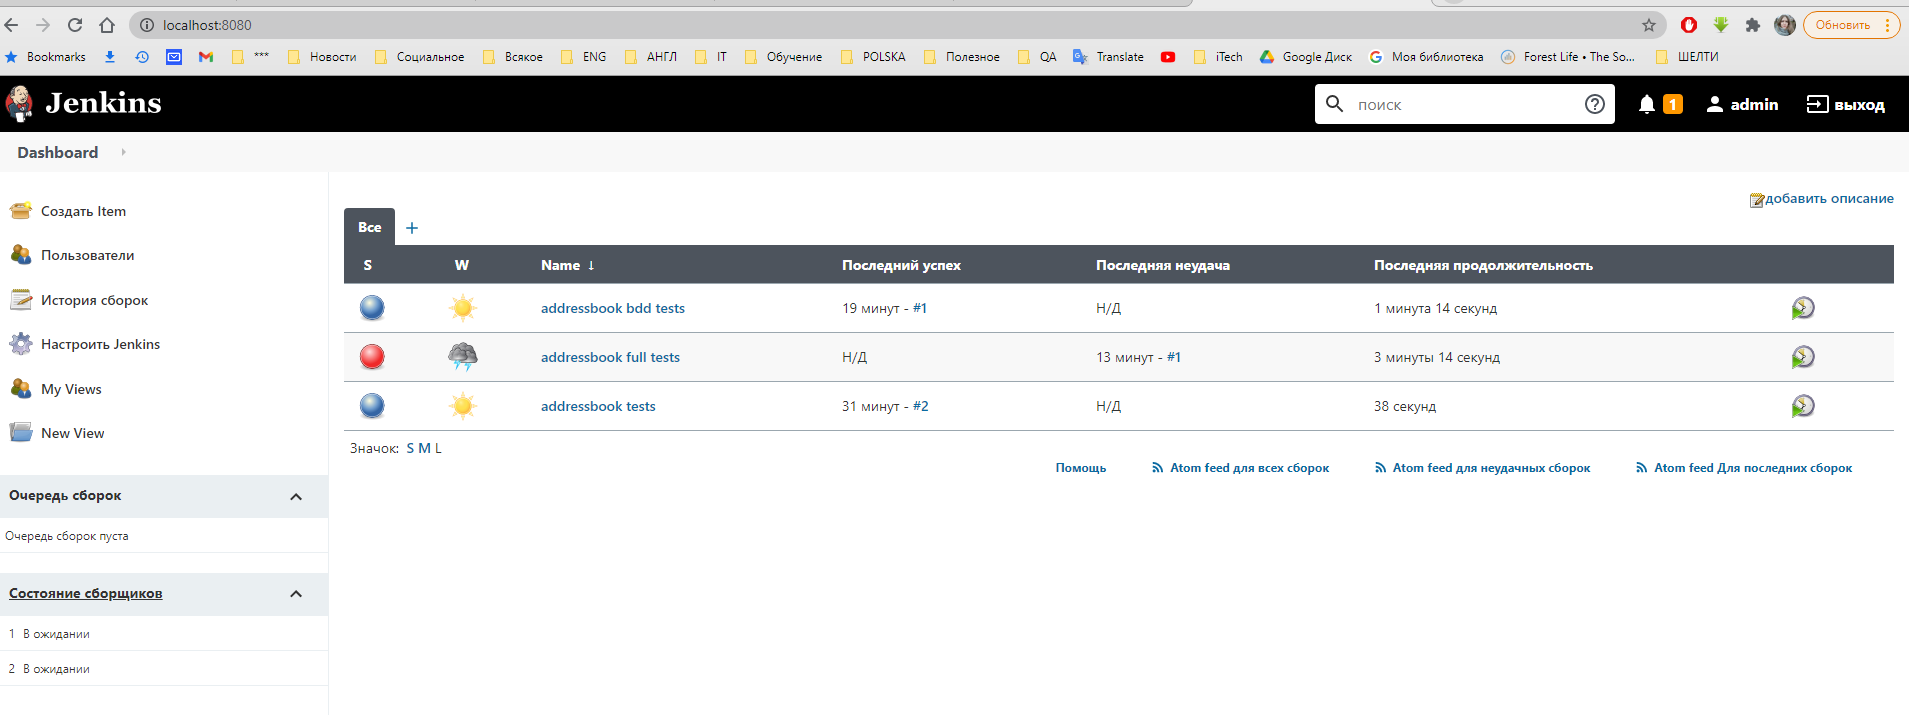 localhost:8080
Обновить
Bookmarks *** Новости Социальное Всякое ENG АНГЛ IT Обучение POLSKA Полезное QA Translate iTech Google Диск Моя библиотека Forest Life • The So... ШЕЛТИ
Jenkins
поиск
1
admin
выход
Dashboard
добавить описание
Создать Item
Пользователи
История сборок
Настроить Jenkins
My Views
New View
Очередь сборок
Очередь сборок пуста
Состояние сборщиков
1 В ожидании
2 В ожидании
Все +
S W Name ↓ Последний успех Последняя неудача Последняя продолжительность
addressbook bdd tests 19 минут - #1 Н/Д 1 минута 14 секунд
addressbook full tests Н/Д 13 минут - #1 3 минуты 14 секунд
addressbook tests 31 минут - #2 Н/Д 38 секунд
Значок: S M L
Помощь Atom feed для всех сборок Atom feed для неудачных сборок Atom feed Для последних сборок